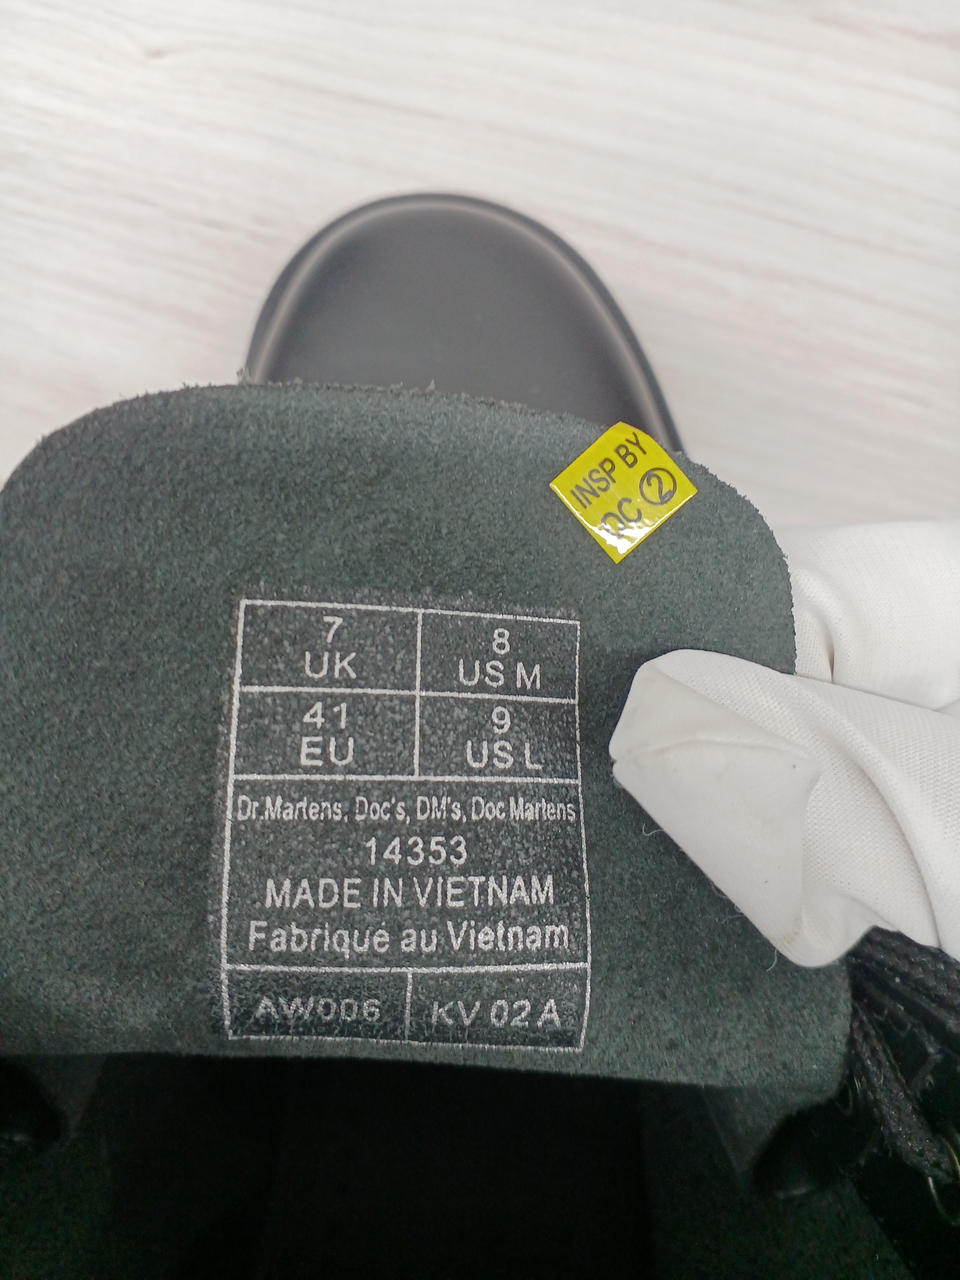 INSP BY
QC 2
7
UK
8
US M
41
EU
9
US L
Dr.Martens, Doc's, DM's, Doc Martens
14353
MADE IN VIETNAM
Fabriqué au Vietnam
AW006
KV 02 A